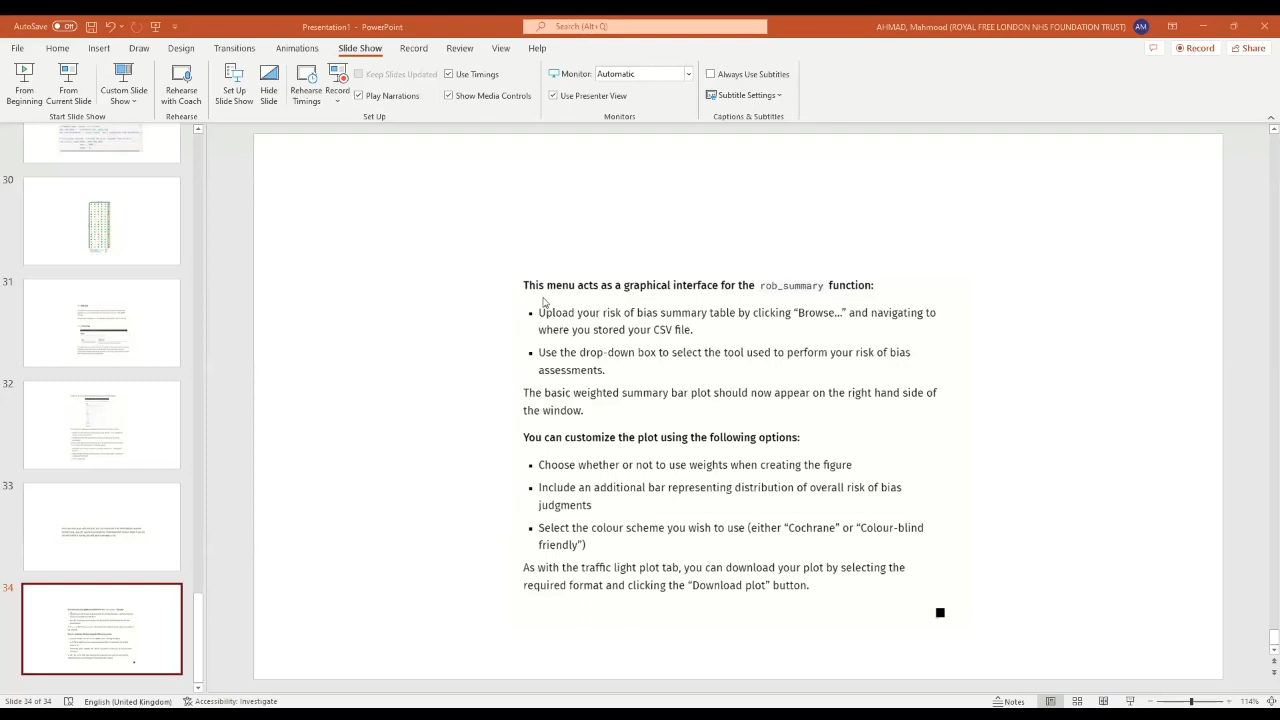 AutoSave Off
Presentation1 - PowerPoint
Search (Alt+Q)
AHMAD, Mahmood (ROYAL FREE LONDON NHS FOUNDATION TRUST) AM
File Home Insert Draw Design Transitions Animations Slide Show Record Review View Help
Record Share
From Beginning
From Current Slide
Custom Slide Show
Start Slide Show
Rehearse with Coach
Rehearse
Set Up Slide Show
Hide Slide
Rehearse Timings
Record
Keep Slides Updated
Play Narrations
Use Timings
Show Media Controls
Set Up
Monitor: Automatic
Use Presenter View
Monitors
Always Use Subtitles
Subtitle Settings
Captions & Subtitles
30
31
32
33
34
This menu acts as a graphical interface for the rob_summary function:
▪ Upload your risk of bias summary table by clicking “Browse…” and navigating to
where you stored your CSV file.
▪ Use the drop-down box to select the tool used to perform your risk of bias
assessments.
The basic weighted summary bar plot should now appear on the right hand side of
the window.
You can customize the plot using the following options:
▪ Choose whether or not to use weights when creating the figure
▪ Include an additional bar representing distribution of overall risk of bias
judgments
▪ Select the colour scheme you wish to use (either “Cochrane” or “Colour-blind
friendly”)
As with the traffic light plot tab, you can download your plot by selecting the
required format and clicking the “Download plot” button.
Slide 34 of 34
English (United Kingdom)
Accessibility: Investigate
Notes
114%